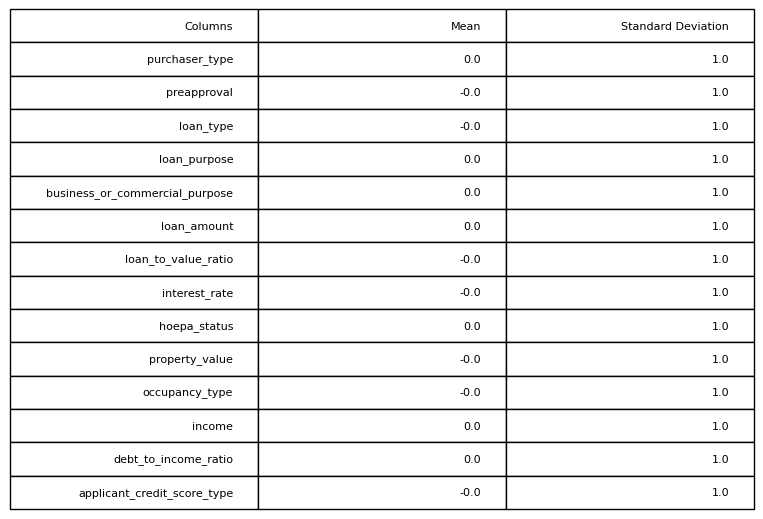 Columns Mean Standard Deviation
purchaser_type 0.0 1.0
preapproval -0.0 1.0
loan_type -0.0 1.0
loan_purpose 0.0 1.0
business_or_commercial_purpose 0.0 1.0
loan_amount 0.0 1.0
loan_to_value_ratio -0.0 1.0
interest_rate -0.0 1.0
hoepa_status 0.0 1.0
property_value -0.0 1.0
occupancy_type -0.0 1.0
income 0.0 1.0
debt_to_income_ratio 0.0 1.0
applicant_credit_score_type -0.0 1.0